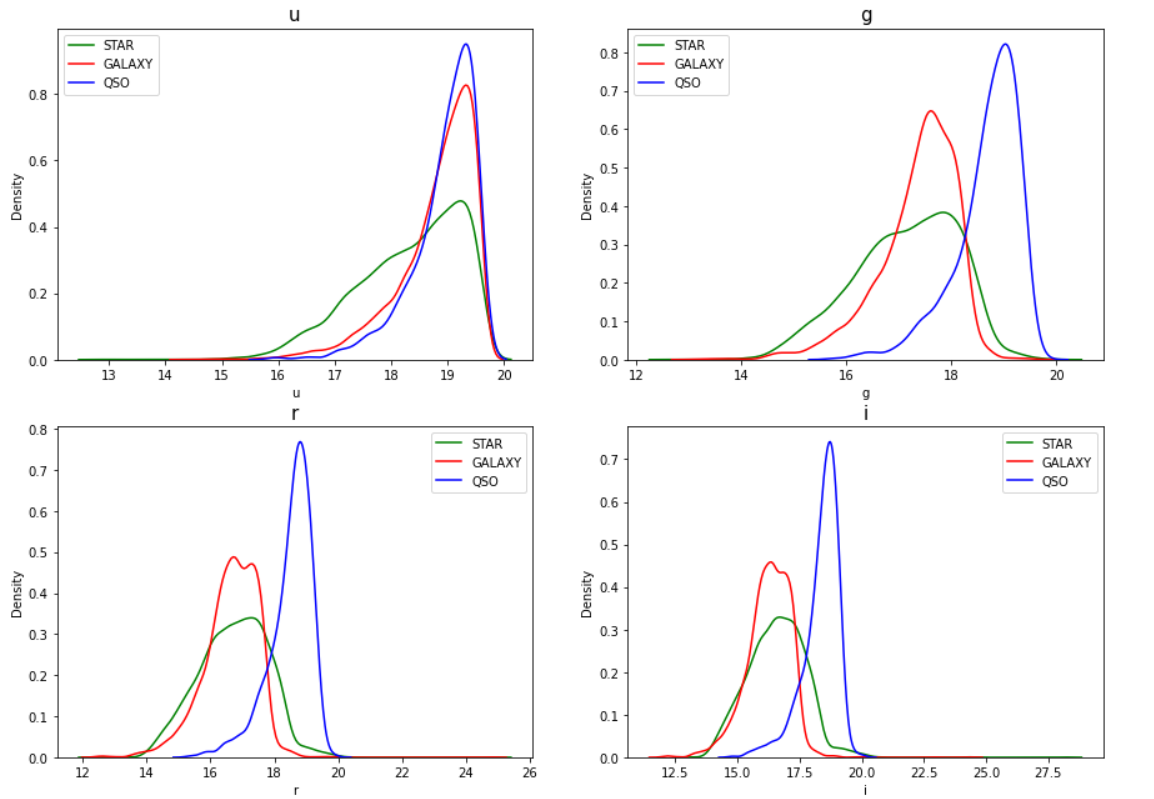 u
STAR
GALAXY
QSO
0.8
0.6
0.4
0.2
0.0
Density
13 14 15 16 17 18 19 20
u
g
STAR
GALAXY
QSO
0.8
0.7
0.6
0.5
0.4
0.3
0.2
0.1
0.0
Density
12 14 16 18 20
g
r
STAR
GALAXY
QSO
0.8
0.7
0.6
0.5
0.4
0.3
0.2
0.1
0.0
Density
12 14 16 18 20 22 24 26
r
i
STAR
GALAXY
QSO
0.7
0.6
0.5
0.4
0.3
0.2
0.1
0.0
Density
12.5 15.0 17.5 20.0 22.5 25.0 27.5
i